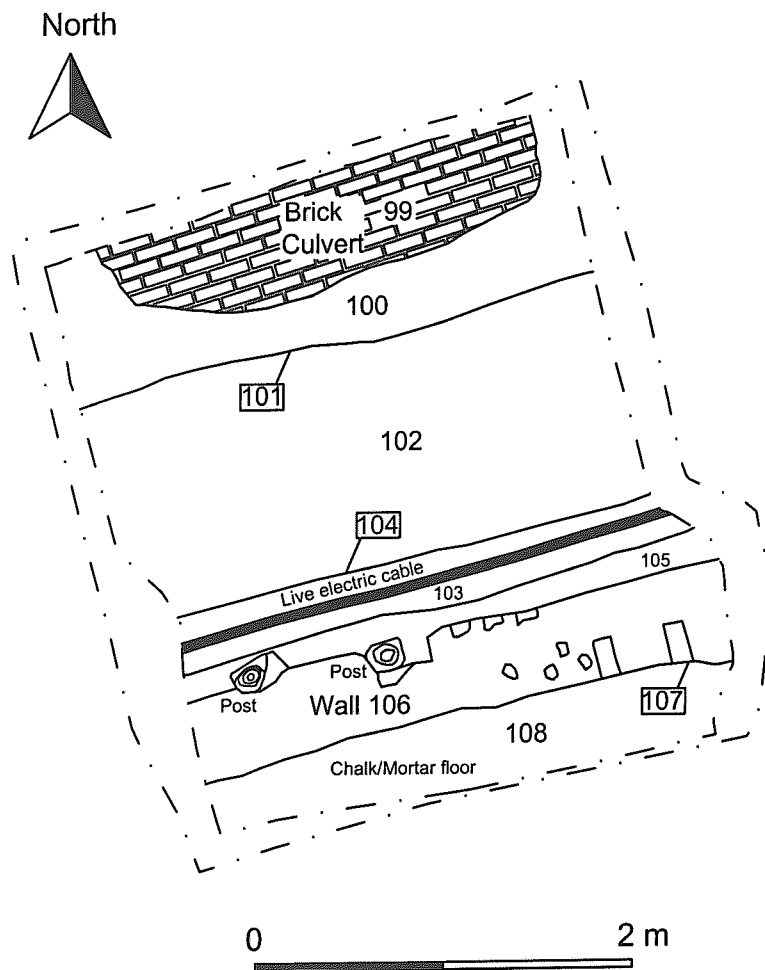 North
Brick 99
Culvert
100
101
102
104
Live electric cable
105
103
Post
Post
Wall 106
107
108
Chalk/Mortar floor
0 2 m